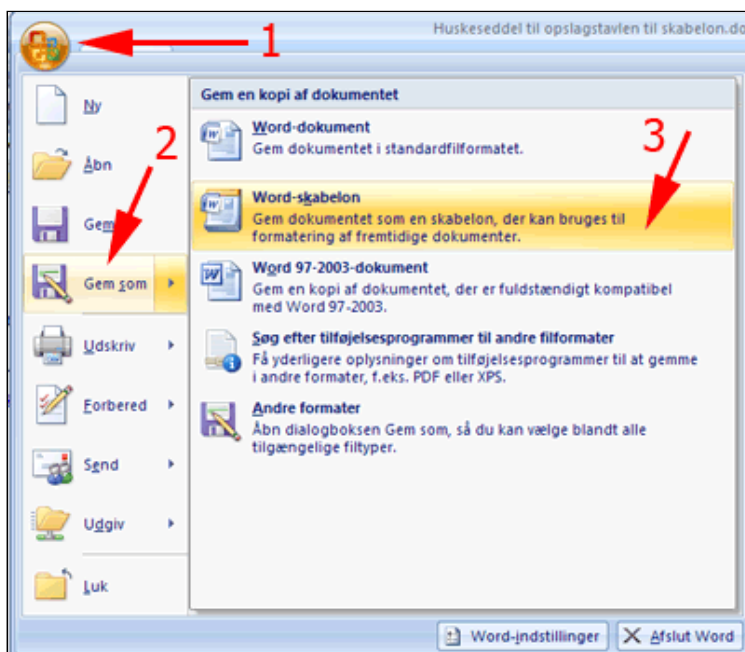 Huskeseddel til opslagstavlen til skabelon.do
1
2
3
Ny
Åbn
Gem
Gem som
Udskriv
Forbered
Send
Udgiv
Luk
Gem en kopi af dokumentet
Word-dokument
Gem dokumentet i standardfilformatet.
Word-skabelon
Gem dokumentet som en skabelon, der kan bruges til
formatering af fremtidige dokumenter.
Word 97-2003-dokument
Gem en kopi af dokumentet, der er fuldstændigt kompatibel
med Word 97-2003.
Søg efter tilføjelsesprogrammer til andre filformater
Få yderligere oplysninger om tilføjelsesprogrammer til at gemme
i andre formater, f.eks. PDF eller XPS.
Andre formater
Åbn dialogboksen Gem som, så du kan vælge blandt alle
tilgængelige filtyper.
Word-indstillinger
Afslut Word